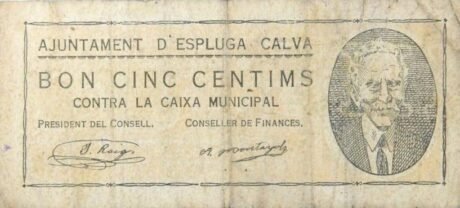 AJUNTAMENT D'ESPLUGA CALVA
BON CINC CENTIMS
CONTRA LA CAIXA MUNICIPAL
PRESIDENT DEL CONSELL. CONSELLER DE FINANCES.